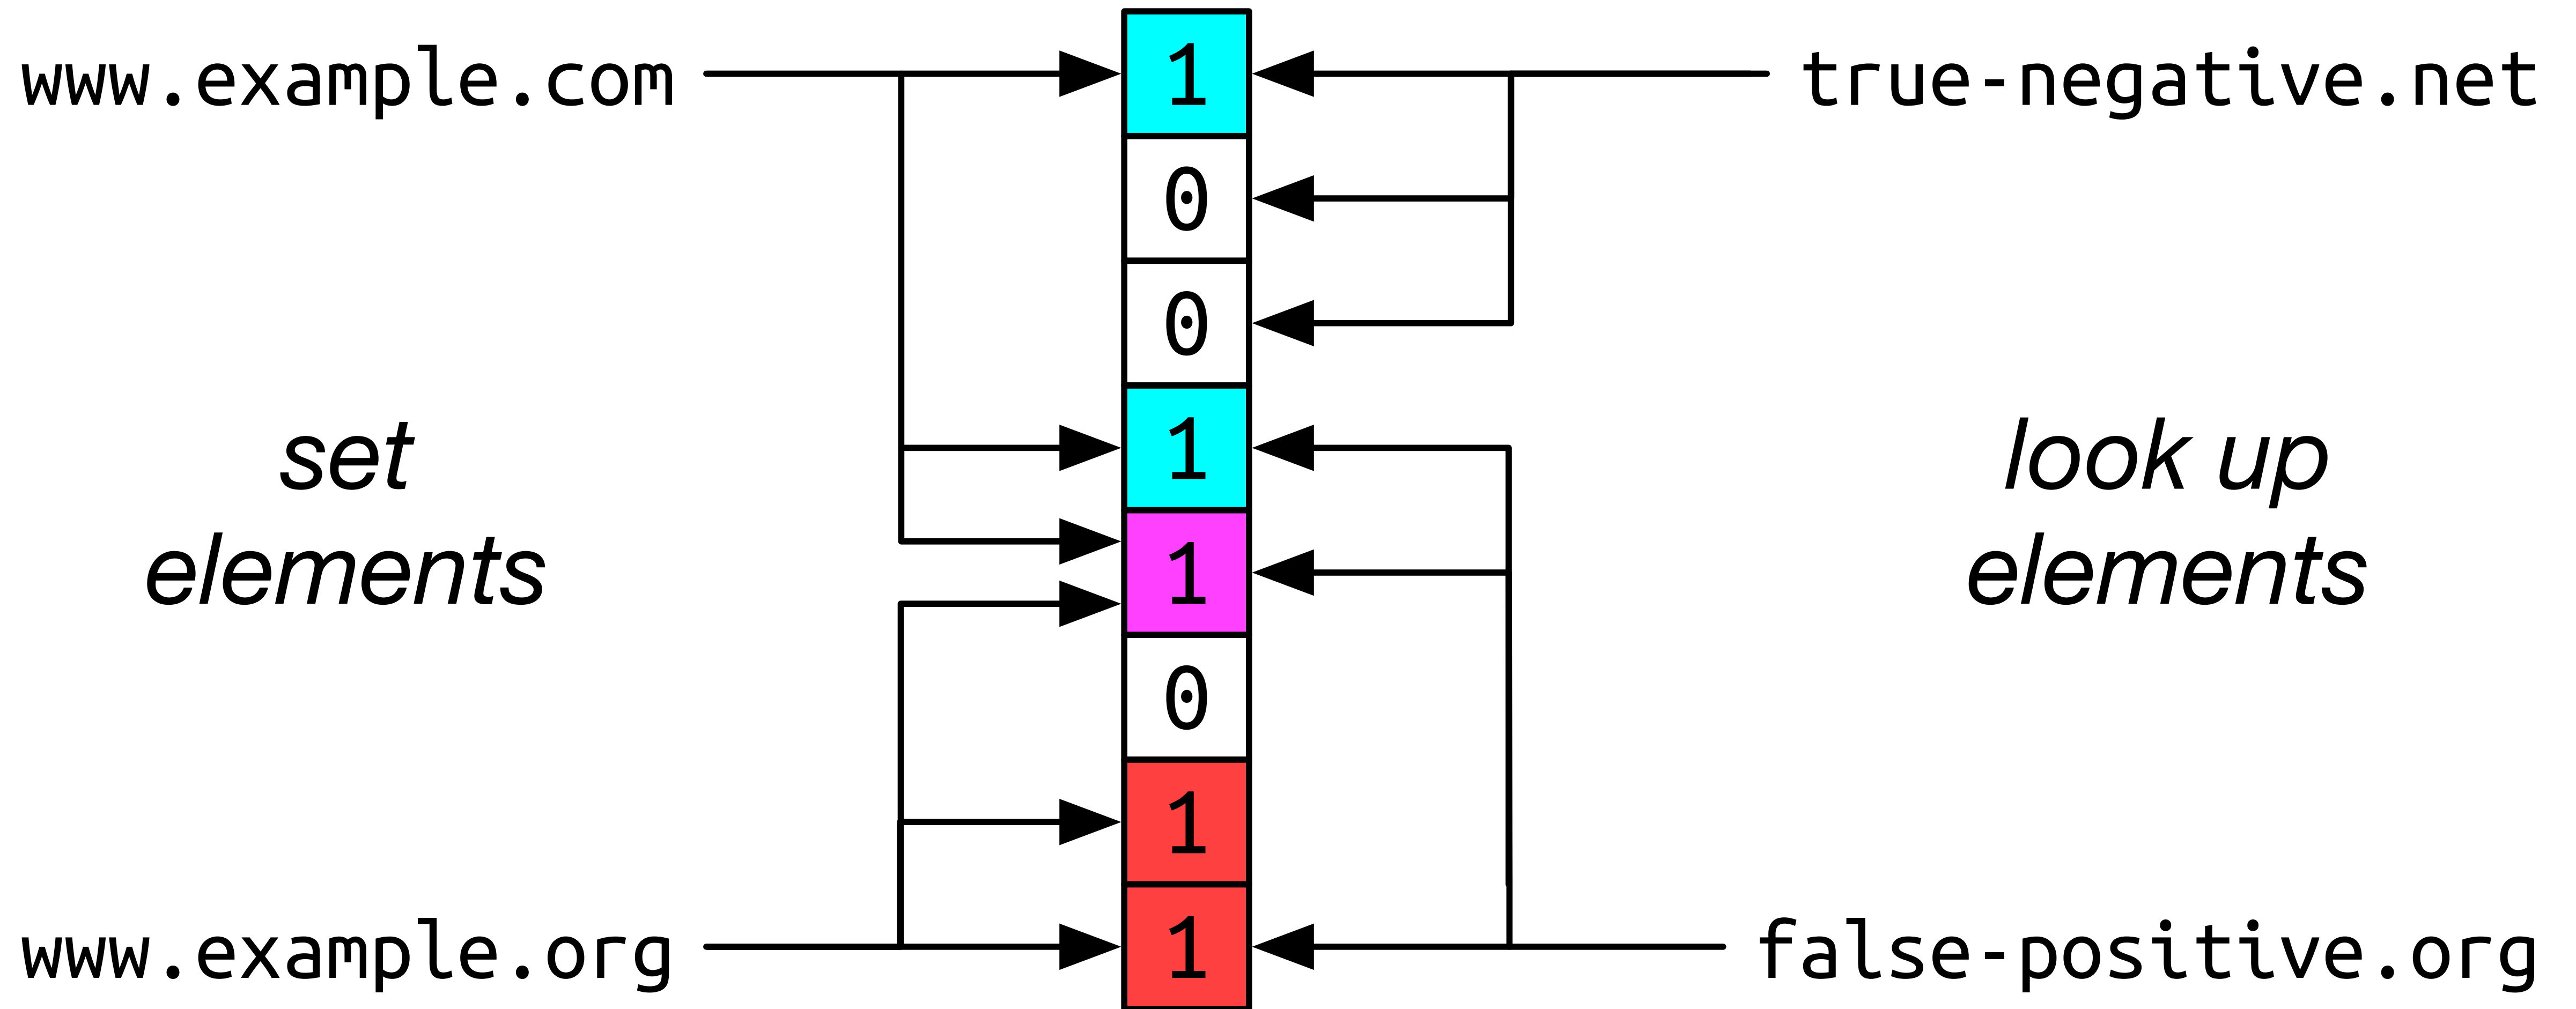 www.example.com
1
true-negative.net
0
0
set
elements
1
look up
elements
1
0
1
www.example.org
1
false-positive.org